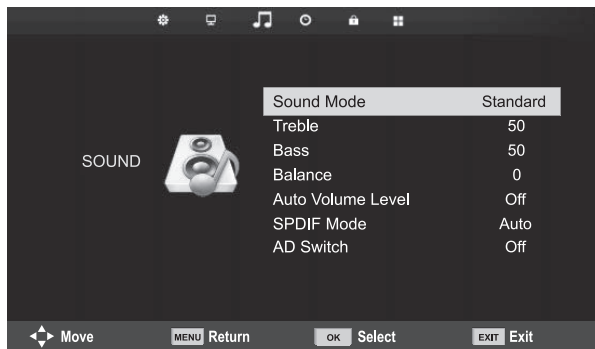 Sound Mode Standard
Treble 50
Bass 50
SOUND
Balance 0
Auto Volume Level Off
SPDIF Mode Auto
AD Switch Off
Move MENU Return OK Select EXIT Exit